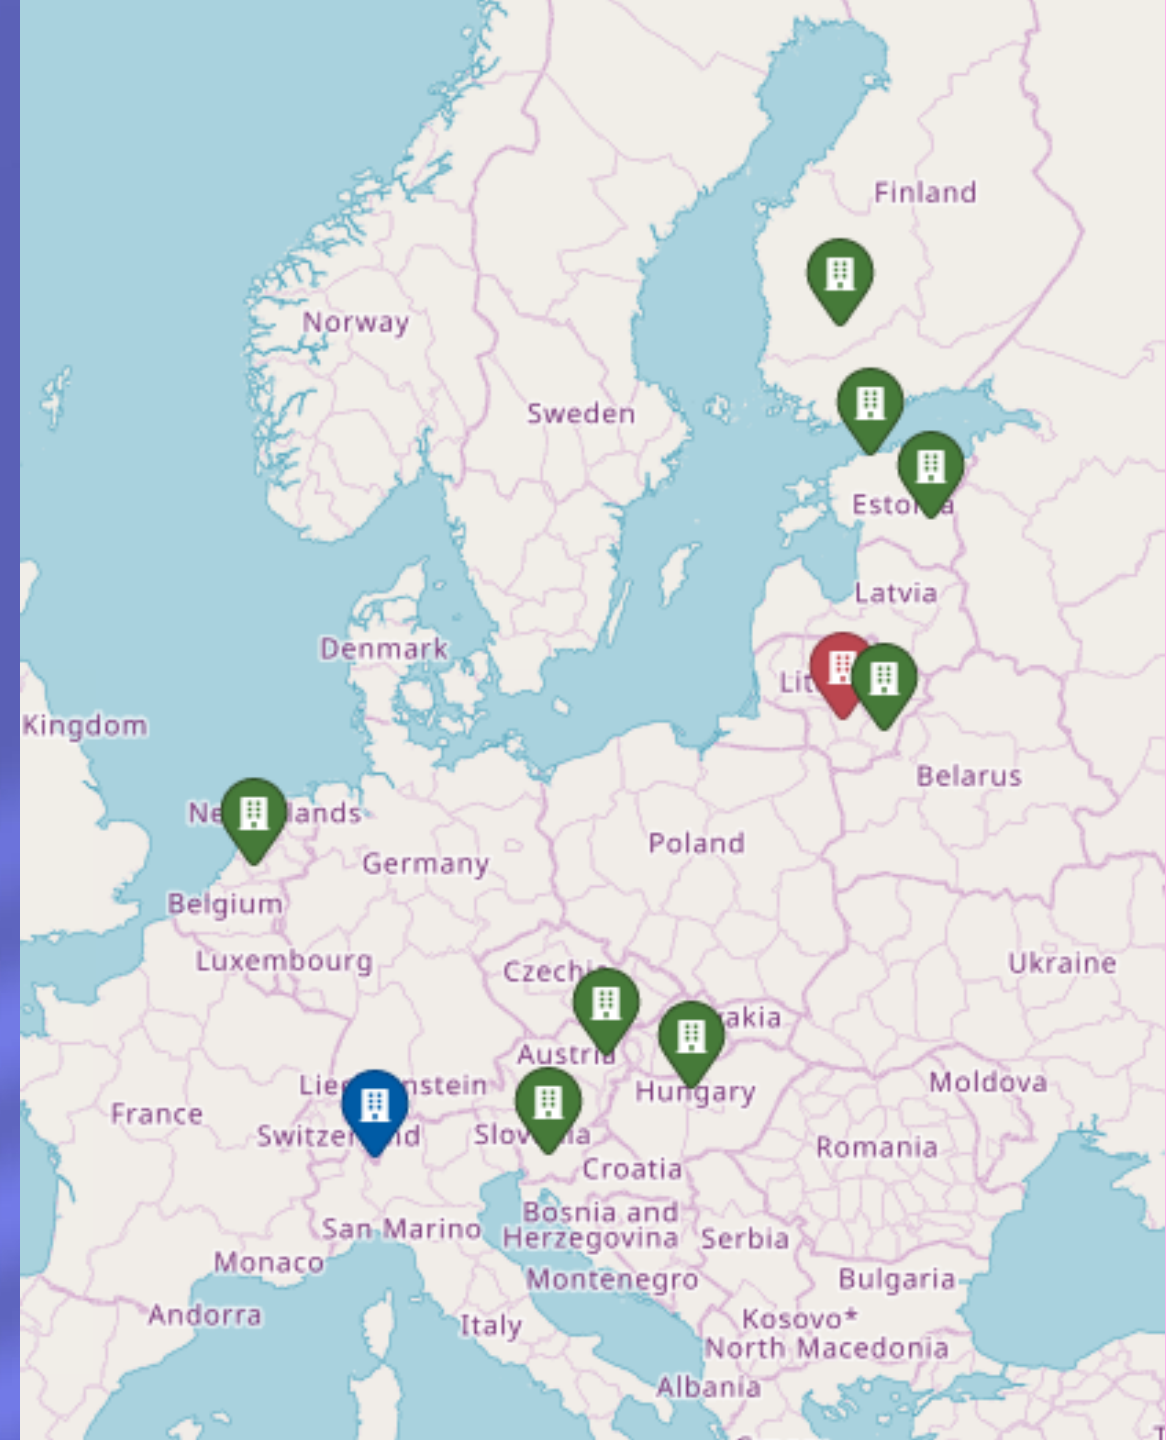 Finland
Norway
Sweden
Latvia
Denmark
Kingdom
Belarus
Poland
Germany
Belgium
Luxembourg
Ukraine
Austria
Moldova
Hungary
France
Romania
Croatia
Bosnia and
Herzegovina
San Marino
Serbia
Monaco
Montenegro
Bulgaria
Andorra
Kosovo*
Italy
North Macedonia
Albania